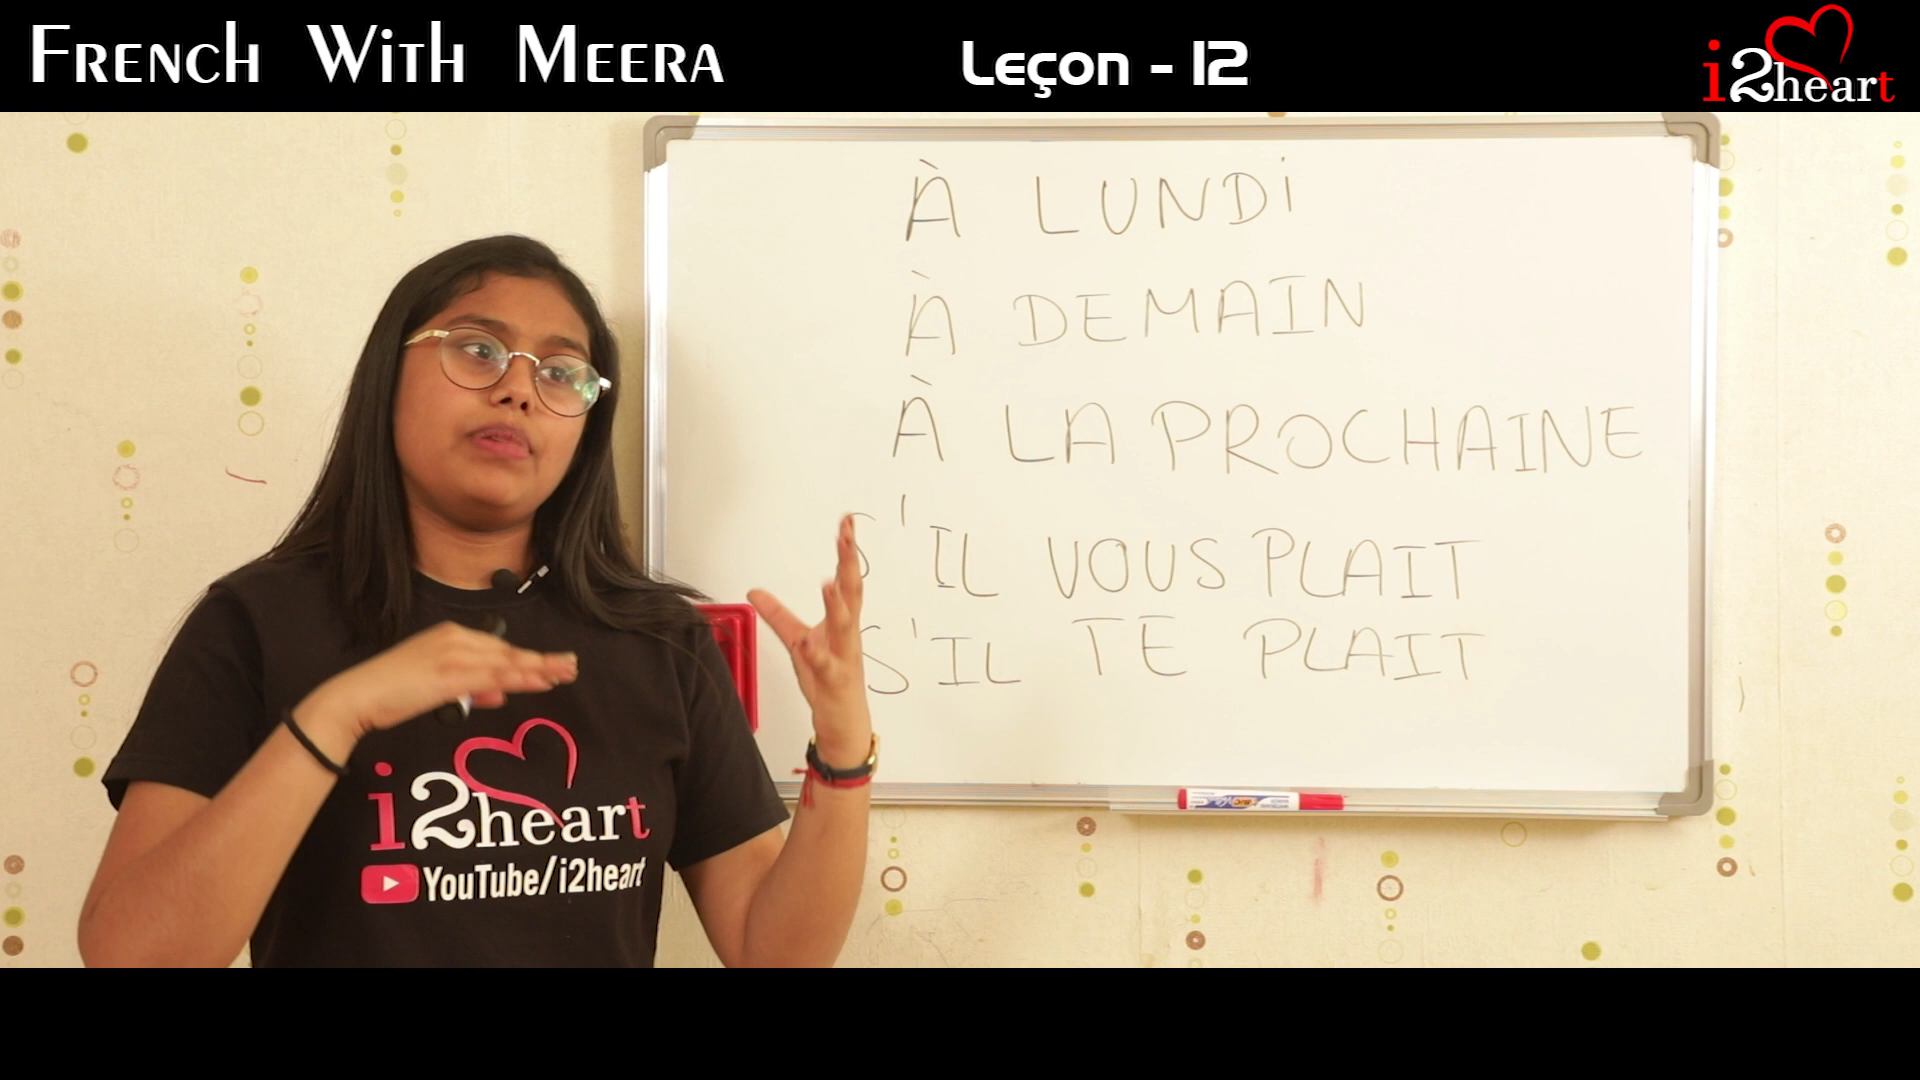 French With Meera
Leçon - 12
i2heart
À LUNDI
À DEMAIN
À LA PROCHAINE
S'IL VOUS PLAIT
S'IL TE PLAIT
i2heart
YouTube/i2heart
BIC